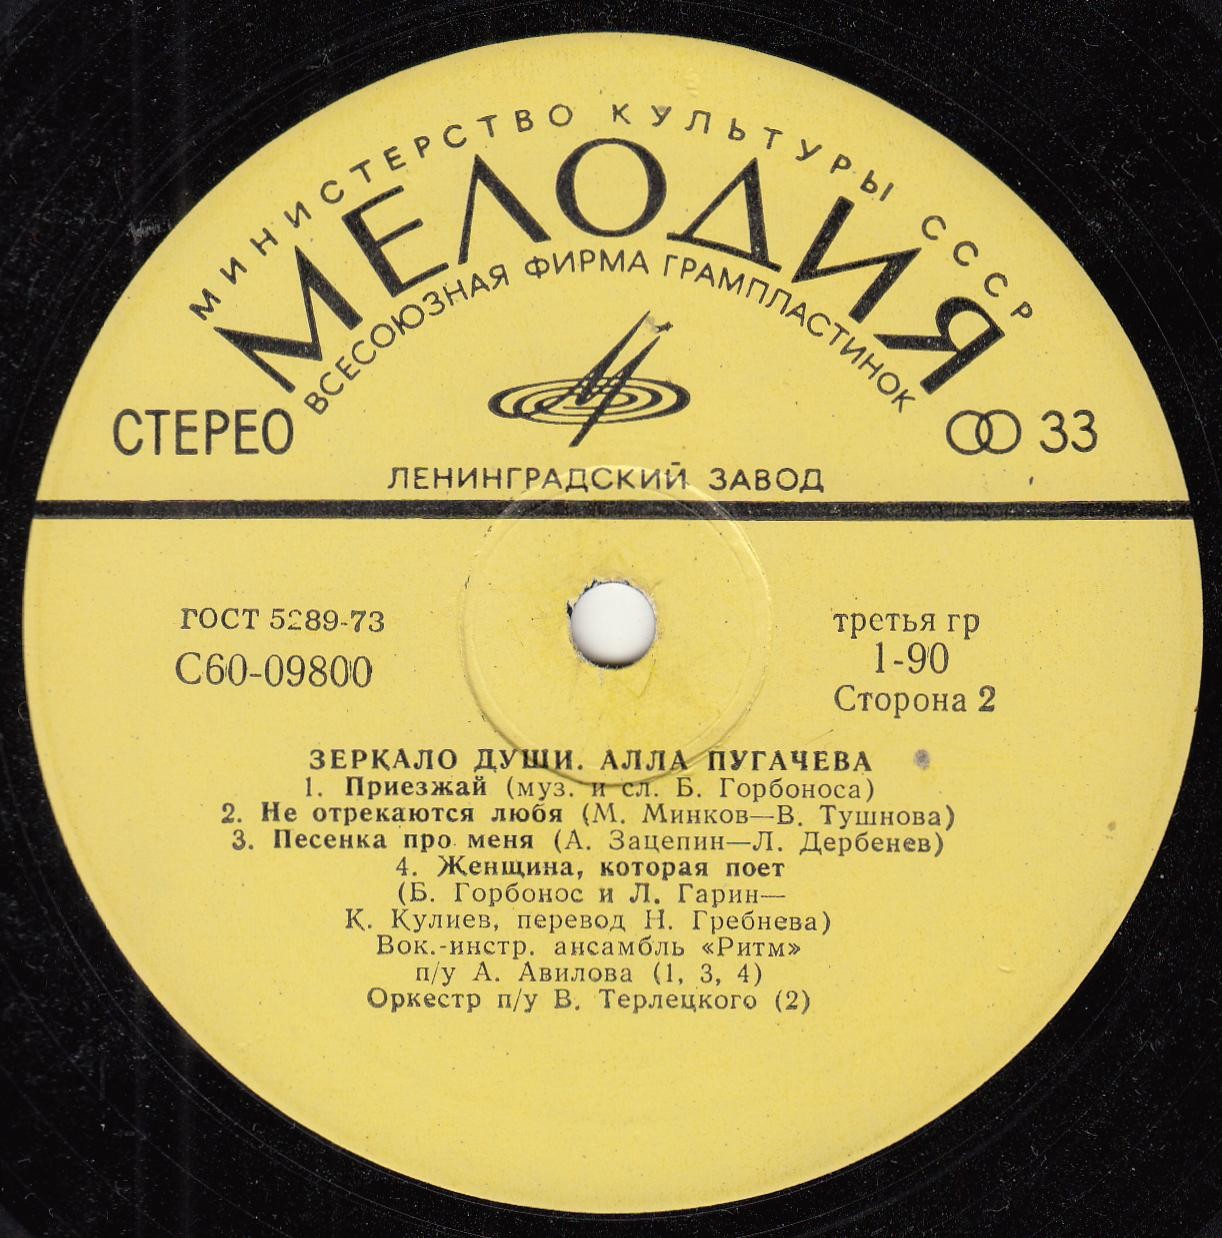 МИНИСТЕРСТВО КУЛЬТУРЫ СССР
МЕЛОДИЯ
ВСЕСОЮЗНАЯ ФИРМА ГРАМПЛАСТИНОК
СТЕРЕО
33
ЛЕНИНГРАДСКИЙ ЗАВОД
ГОСТ 5289-73
С60-09800
третья гр
1-90
Сторона 2
ЗЕРКАЛО ДУШИ. АЛЛА ПУГАЧЕВА
1. Приезжай (муз. и сл. Б. Горбоноса)
2. Не отрекаются любя (М. Минков—В. Тушнова)
3. Песенка про меня (А. Зацепин—Л. Дербенев)
4. Женщина, которая поет
(Б. Горбонос и Л. Гарин—
К. Кулиев, перевод Н. Гребнева)
Вок.-инстр. ансамбль «Ритм»
п/у А. Авилова (1, 3, 4)
Оркестр п/у В. Терлецкого (2)